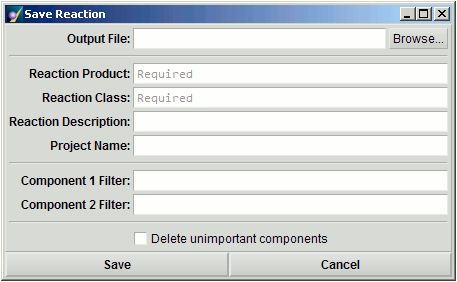 Save Reaction
Output File: Browse...
Reaction Product: Required
Reaction Class: Required
Reaction Description:
Project Name:
Component 1 Filter:
Component 2 Filter:
Delete unimportant components
Save Cancel